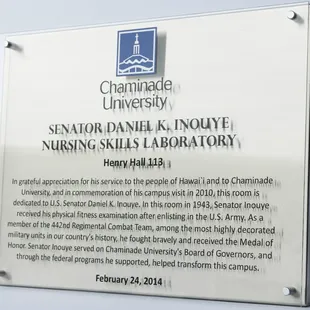 Chaminade
University
SENATOR DANIEL K. INOUYE
NURSING SKILLS LABORATORY
Henry Hall 113
In grateful appreciation for his service to the people of Hawai`i and to Chaminade
University, and in commemoration of his campus visit in 2010, this room is
dedicated to U.S. Senator Daniel K. Inouye. In this room in 1943, Senator Inouye
received his physical fitness examination after enlisting in the U.S. Army. As a
member of the 442nd Regimental Combat Team, among the most highly decorated
military units in our country's history, he fought bravely and received the Medal of
Honor. Senator Inouye served on Chaminade University's Board of Governors, and
through the federal programs he supported, helped transform this campus.
February 24, 2014